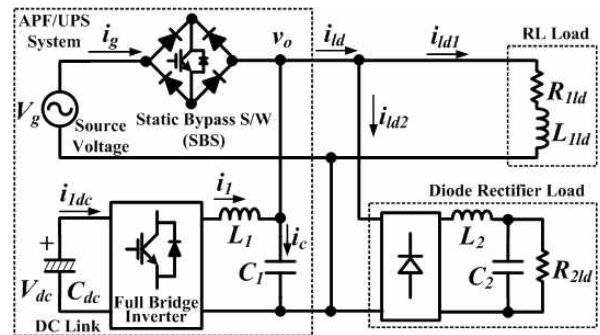 APF/UPS
System
i_g
v_o
i_ld
i_ld1
RL Load
R_1ld
L_1ld
V_g
Source
Voltage
Static Bypass S/W
(SBS)
i_ld2
i_1dc
i_1
L_1
i_c
C_1
+
V_dc
C_dc
Full Bridge
Inverter
DC Link
Diode Rectifier Load
L_2
C_2
R_2ld